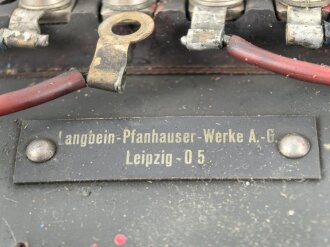 Langbein-Pfanhauser-Werke A.-G.
Leipzig-O 5